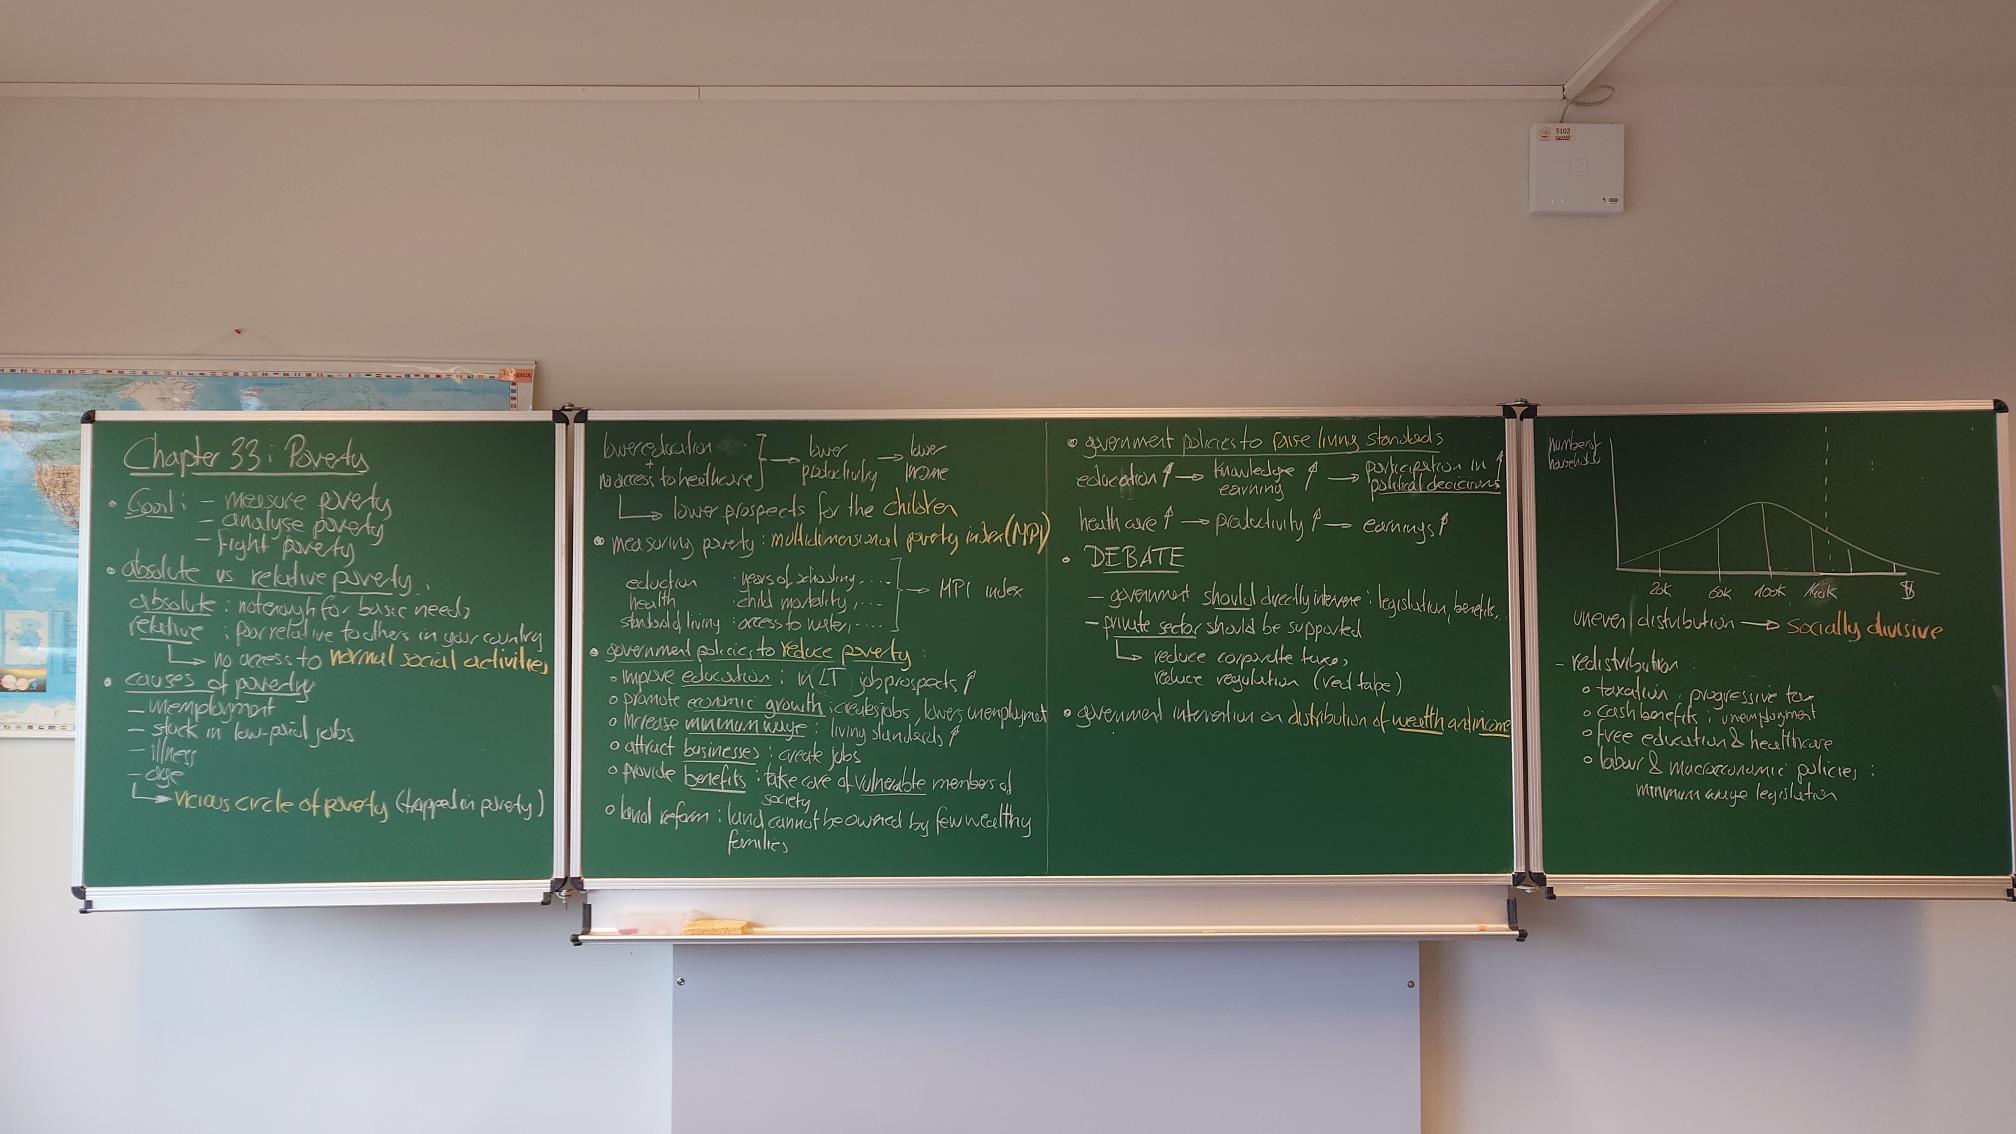 Chapter 33: Poverty
• Goal: - measure poverty
- analyse poverty
- fight poverty
• absolute vs relative poverty:
absolute: not enough for basic needs
relative: poor relative to others in your country
→ no access to normal social activities
• causes of poverty
- unemployment
- stuck in low-paid jobs
- illness
- age
→ vicious circle of poverty (trapped in poverty)
lower education
+
no access to healthcare
→ lower productivity → lower income
→ lower prospects for the children
• measuring poverty: multidimensional poverty index (MPI)
eduction : years of schooling, ....
health : child mortality, ...
standard of living : access to water, ...
→ MPI index
• government policies to reduce poverty:
o improve education: in LT job prospects ↑
o promote economic growth: creates jobs, lowers unemployment
o increase minimum wage: living standards ↑
o attract businesses: create jobs
o provide benefits: take care of vulnerable members of
society
o land reform: land cannot be owned by few wealthy
families
• government policies to raise living standards
education ↑ → knowledge earning ↑ → participation in political decicions ↑
healthcare ↑ → productivity ↑ → earnings ↑
• DEBATE
- government should directly intervene: legislation, benefits, ..
- private sector should be supported
→ reduce corporate taxes
reduce regulation (red tape)
• government intervention on distribution of wealth and income
number of
households
20k 60k 100k 140k $
uneven distribution → socially divisive
- redistribution:
o taxation: progressive tax
o cash benefits: unemployment
o free education & healthcare
o labour & macroeconomic policies:
minimum wage legislation
5102